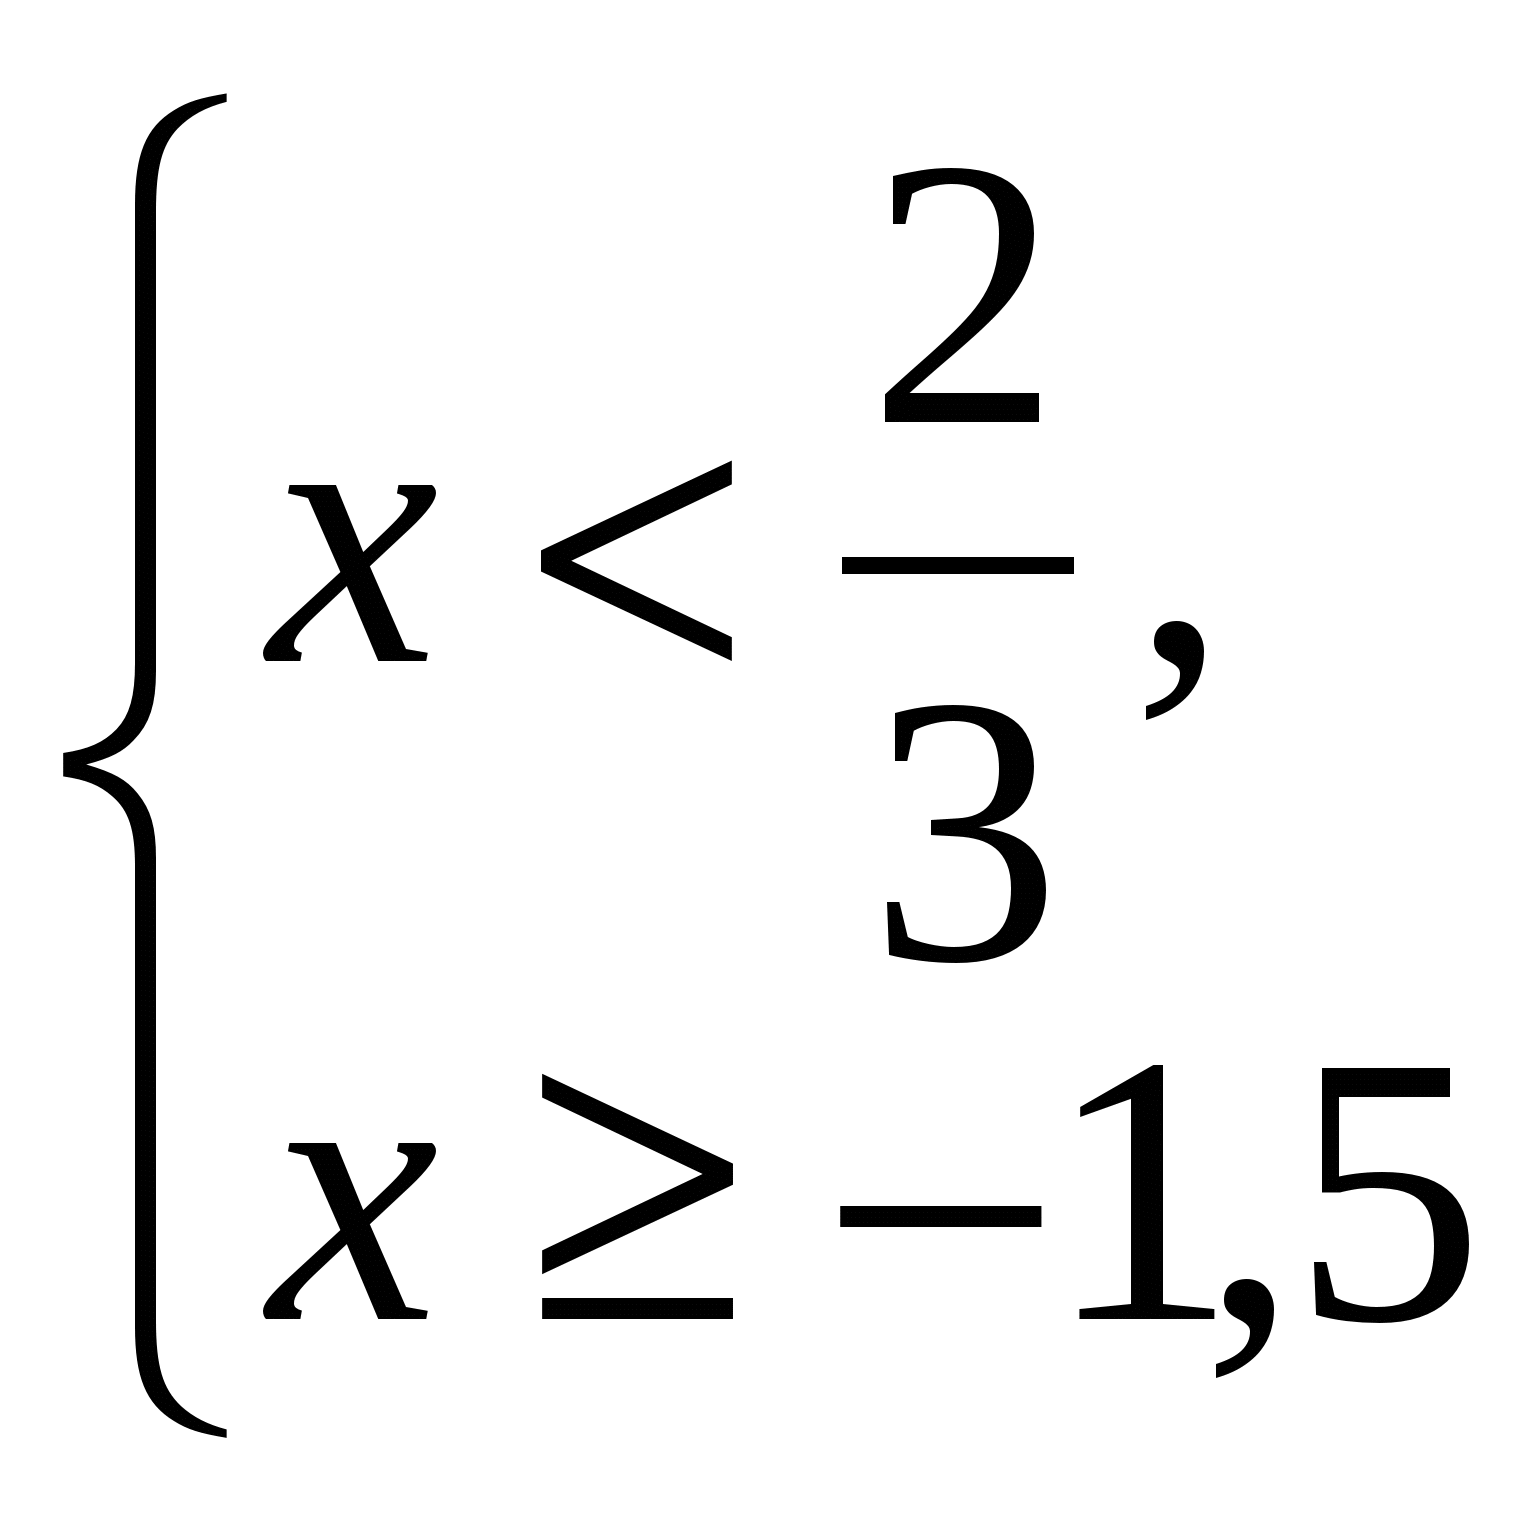 x < 2/3,
x ≥ −1,5